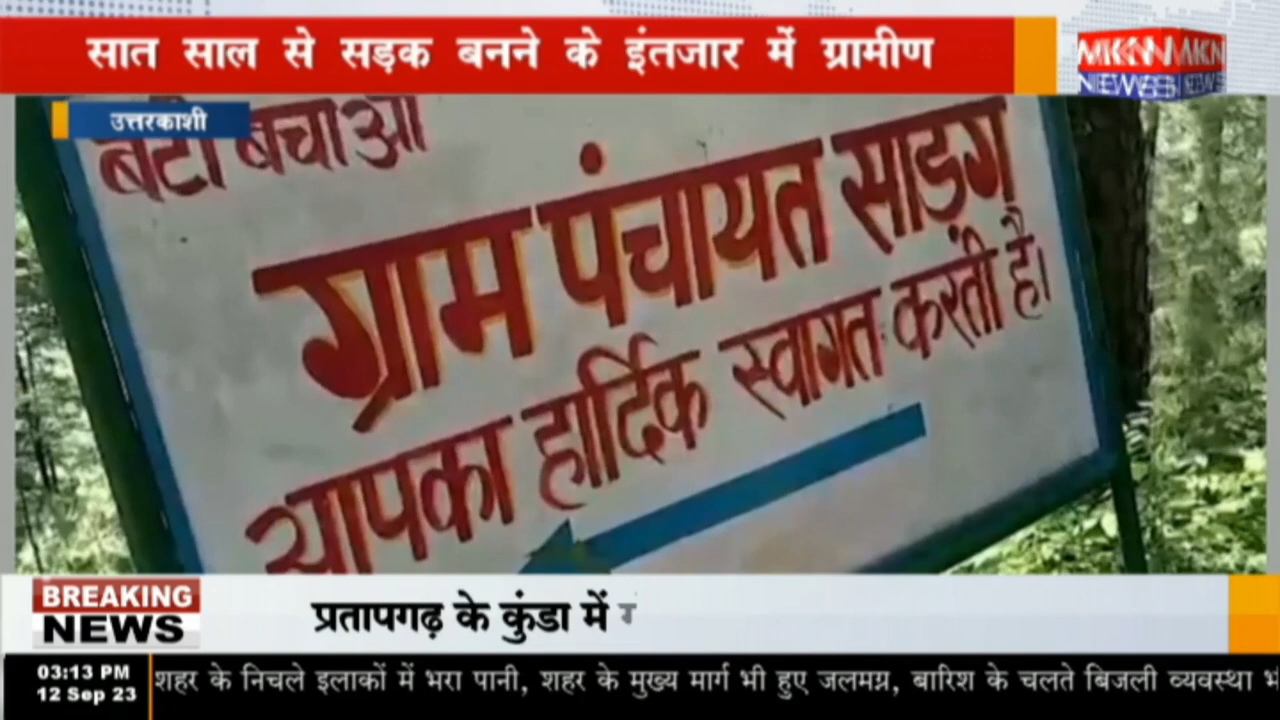 सात साल से सड़क बनने के इंतजार में ग्रामीण
MKN
NEWS
उत्तरकाशी
बेटी बचाओ
ग्राम पंचायत साड़ग
आपका हार्दिक स्वागत करती है।
BREAKING
NEWS
प्रतापगढ़ के कुंडा में
03:13 PM
12 Sep 23
शहर के निचले इलाकों में भरा पानी, शहर के मुख्य मार्ग भी हुए जलमग्न, बारिश के चलते बिजली व्यवस्था